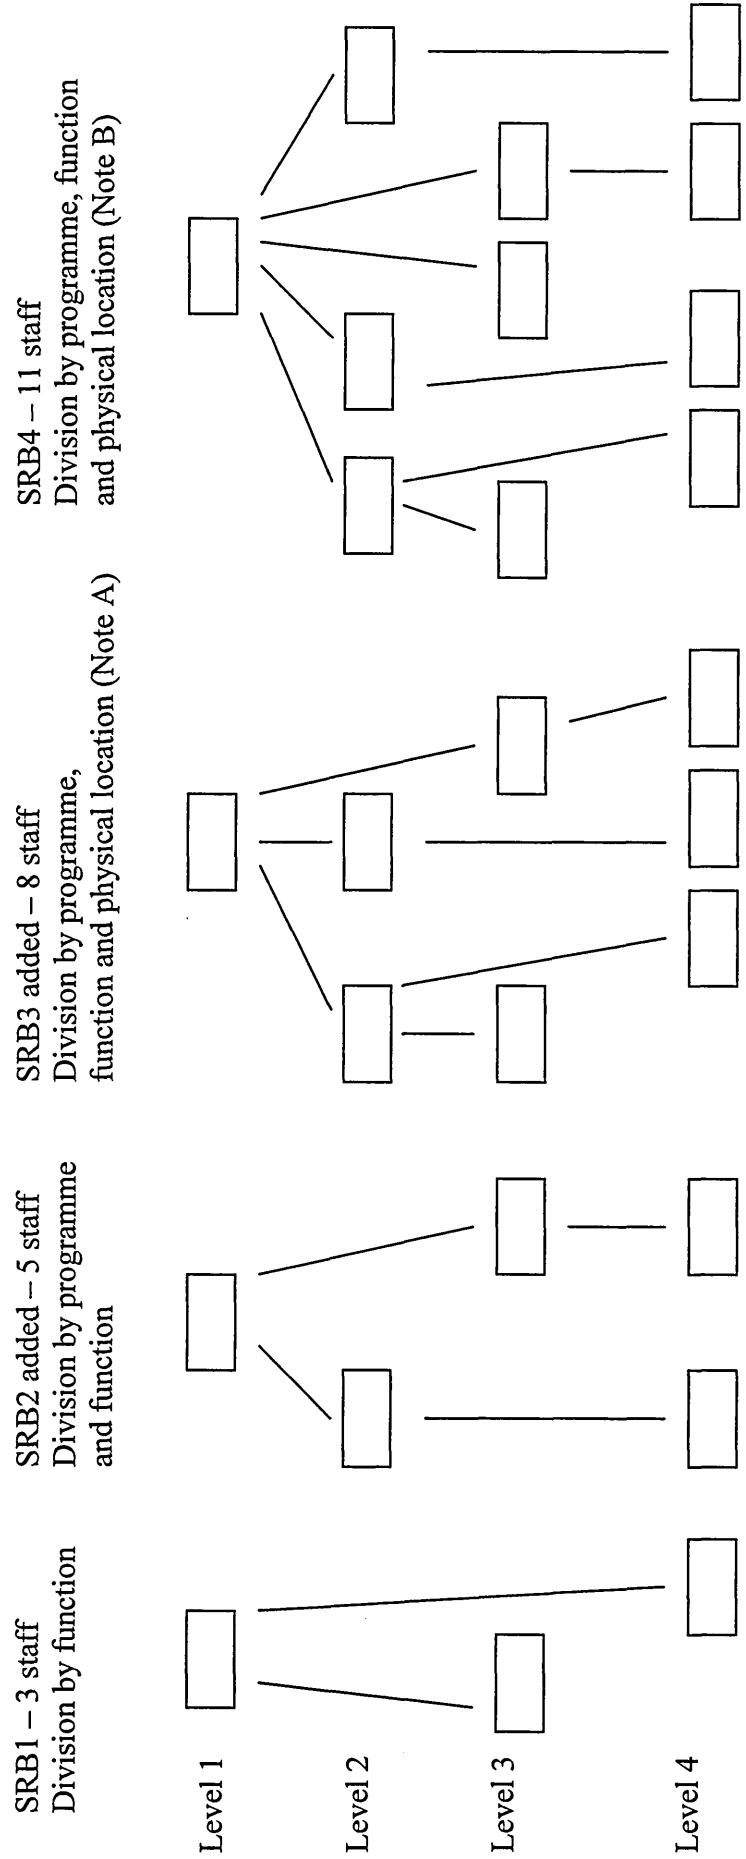 SRB1 – 3 staff
Division by function
SRB2 added – 5 staff
Division by programme
and function
SRB3 added – 8 staff
Division by programme,
function and physical location (Note A)
SRB4 – 11 staff
Division by programme, function
and physical location (Note B)
Level 1
Level 2
Level 3
Level 4